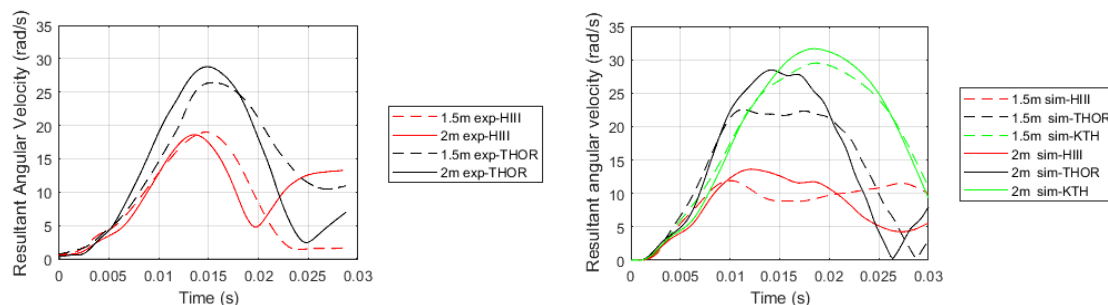 35
30
25
20
15
10
5
0
0 0.005 0.01 0.015 0.02 0.025 0.03
Time (s)
Resultant Angular Velocity (rad/s)
1.5m exp-HIII
2m exp-HIII
1.5m exp-THOR
2m exp-THOR
35
30
25
20
15
10
5
0
0.005 0.01 0.015 0.02 0.025 0.03
Time (s)
Resultant angular velocity (rad/s)
1.5m sim-HIII
1.5m sim-THOR
1.5m sim-KTH
2m sim-HIII
2m sim-THOR
2m sim-KTH